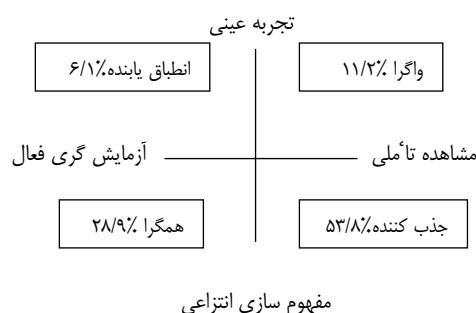 تجربه عینی
واگرا ۱۱/۲٪
انطباق یابنده ۶/۱٪
مشاهده تأملی
آزمایش گری فعال
جذب کننده ۵۳/۸٪
همگرا ۲۸/۹٪
مفهوم سازی انتزاعی